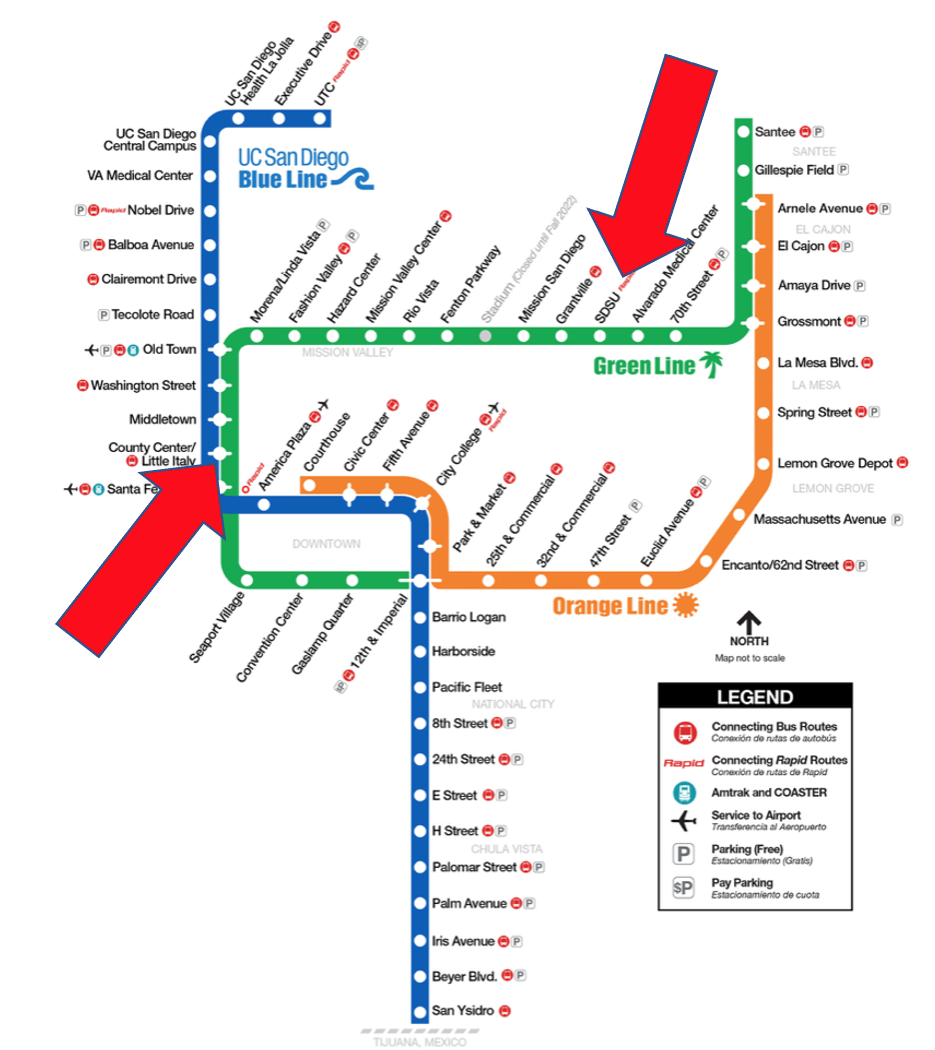 UC San Diego
Health La Jolla
Executive Drive
UTC Rapid $P
UC San Diego
Central Campus
VA Medical Center
P Rapid Nobel Drive
P Balboa Avenue
Clairemont Drive
P Tecolote Road
P Old Town
Washington Street
Middletown
County Center/
Little Italy
Santa Fe
UC San Diego
Blue Line
Morena/Linda Vista P
Fashion Valley P
Hazard Center
Mission Valley Center
Rio Vista
Fenton Parkway
Stadium (Closed until Fall 2022)
Mission San Diego
Grantville
SDSU
Alvarado Medical Center
70th Street P
MISSION VALLEY
Green Line
Santee P
SANTEE
Gillespie Field P
Arnele Avenue P
EL CAJON
El Cajon P
Amaya Drive P
Grossmont P
La Mesa Blvd.
LA MESA
Spring Street P
Lemon Grove Depot
LEMON GROVE
Massachusetts Avenue P
Encanto/62nd Street P
Rapid
America Plaza
Courthouse
Civic Center
Fifth Avenue
City College Rapid
Park & Market
25th & Commercial
32nd & Commercial
47th Street P
Euclid Avenue P
DOWNTOWN
Orange Line
Seaport Village
Convention Center
Gaslamp Quarter
$P 12th & Imperial
Barrio Logan
Harborside
Pacific Fleet
NATIONAL CITY
8th Street P
24th Street P
E Street P
H Street P
CHULA VISTA
Palomar Street P
Palm Avenue P
Iris Avenue P
Beyer Blvd. P
San Ysidro
TIJUANA, MEXICO
NORTH
Map not to scale
LEGEND
Connecting Bus Routes
Conexión de rutas de autobús
Rapid Connecting Rapid Routes
Conexión de rutas de Rapid
Amtrak and COASTER
Service to Airport
Transferencia al Aeropuerto
P Parking (Free)
Estacionamiento (Gratis)
$P Pay Parking
Estacionamiento de cuota